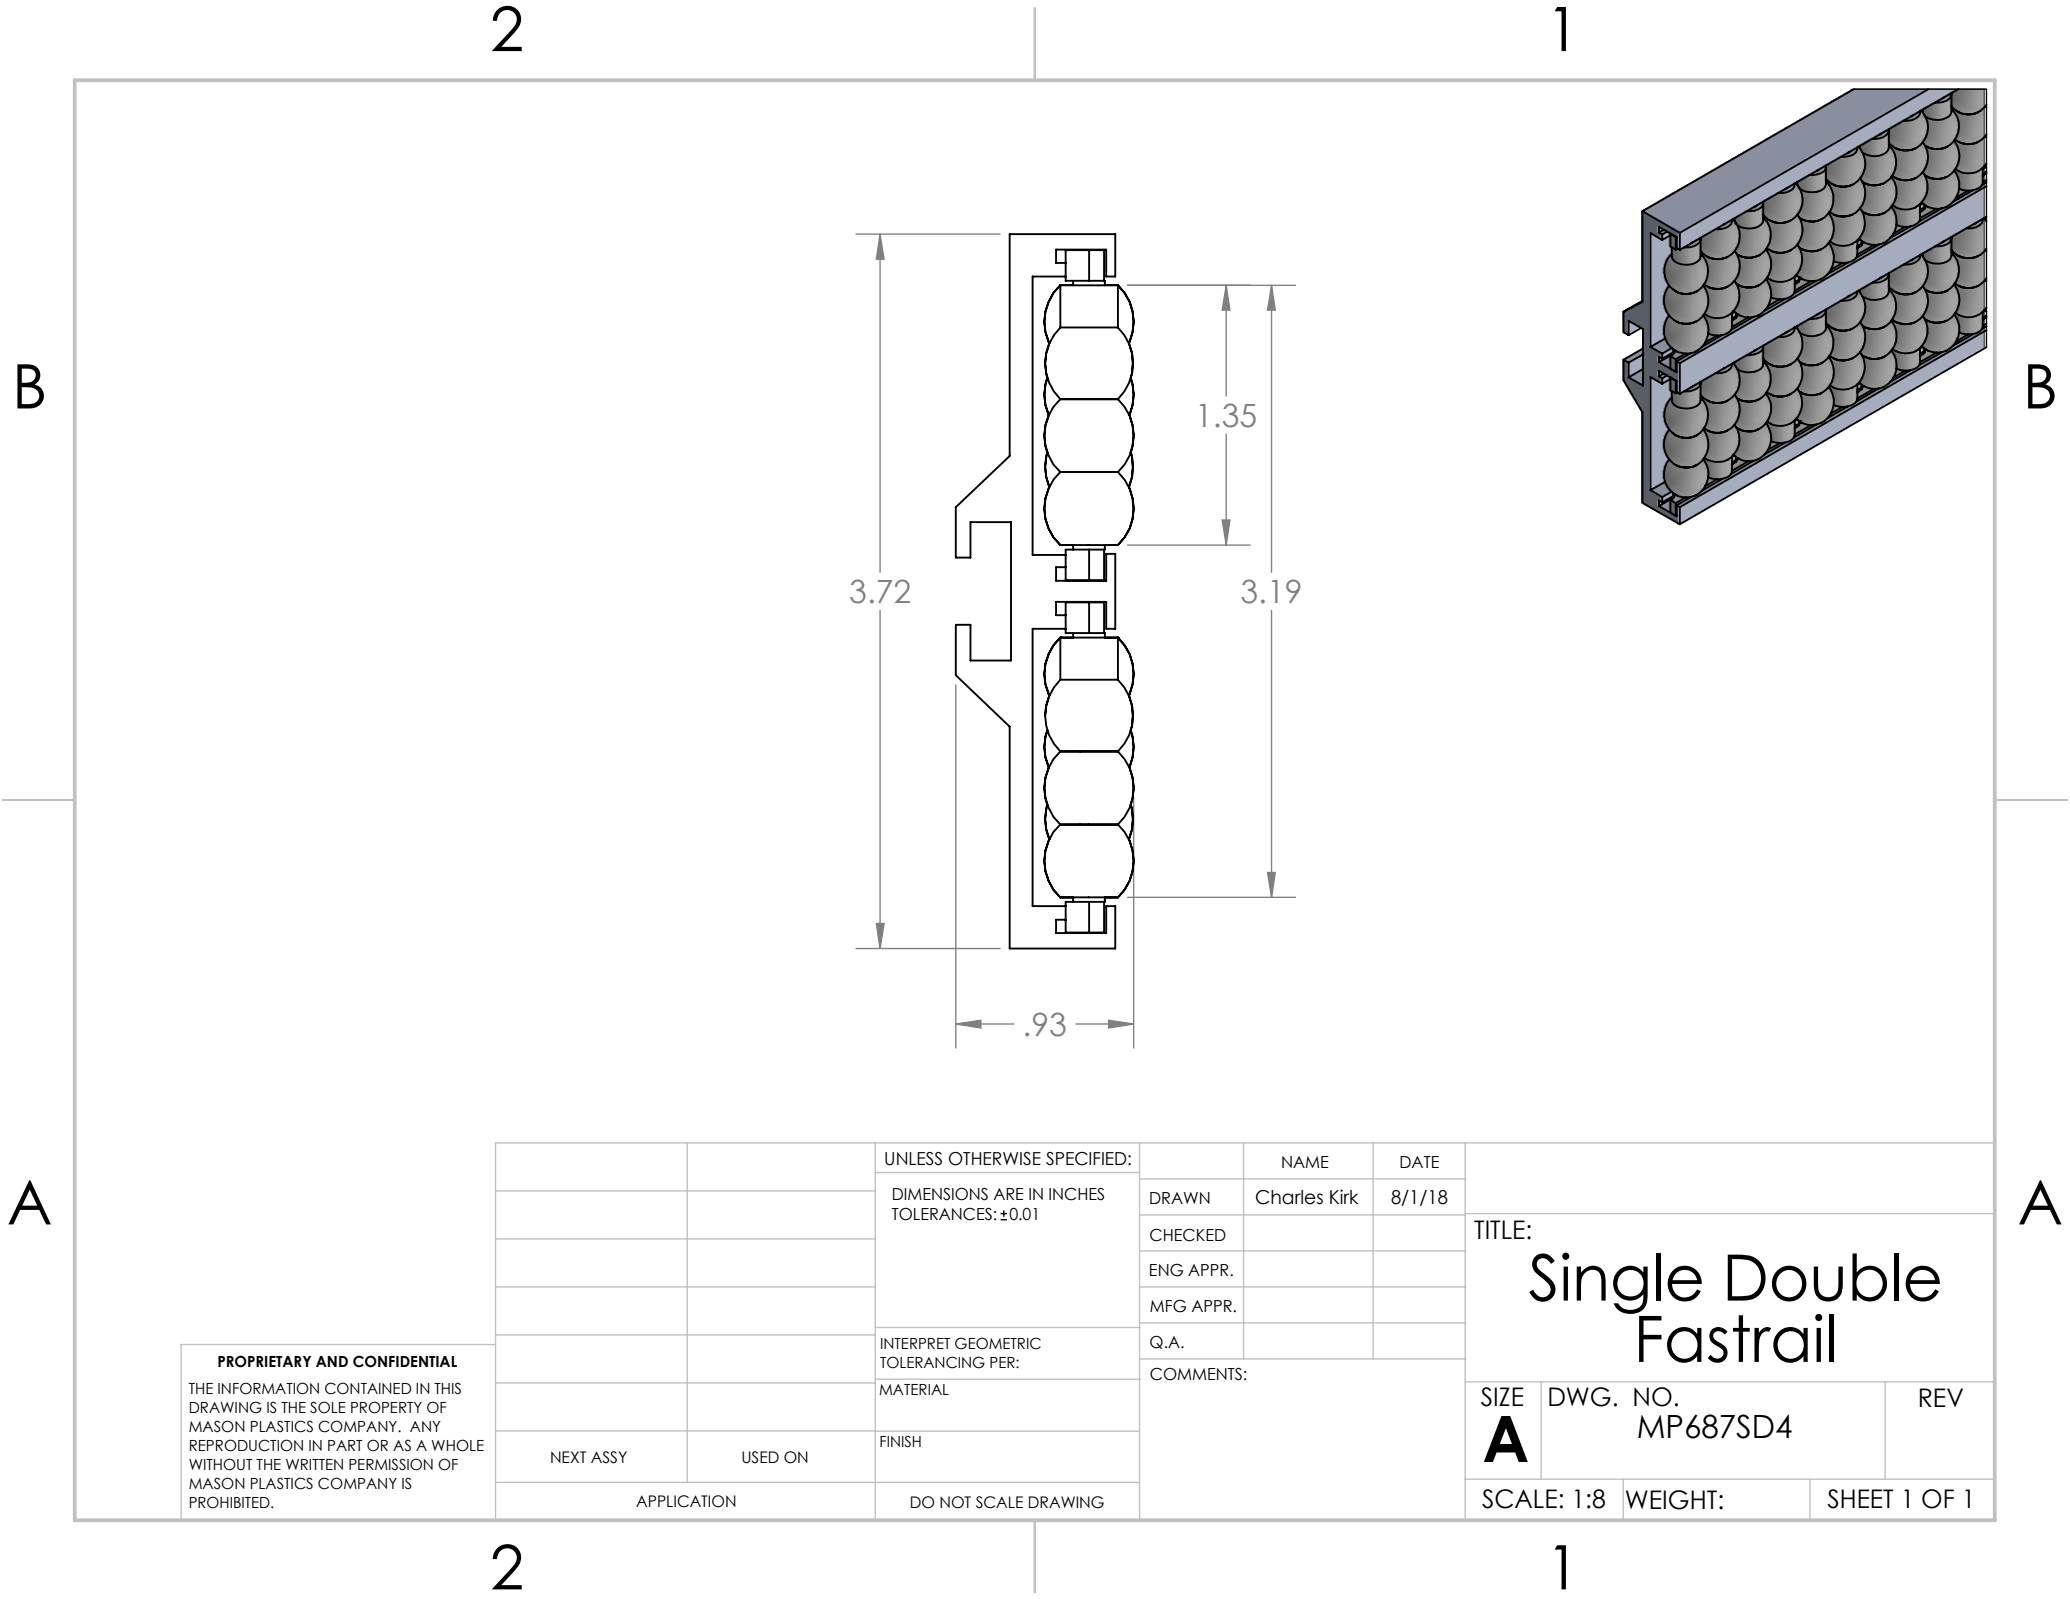 2
1
B
B
1.35
3.72
3.19
.93
A
A
UNLESS OTHERWISE SPECIFIED:
DIMENSIONS ARE IN INCHES
TOLERANCES: ±0.01
INTERPRET GEOMETRIC
TOLERANCING PER:
MATERIAL
FINISH
DO NOT SCALE DRAWING
NAME
DATE
DRAWN
Charles Kirk
8/1/18
CHECKED
ENG APPR.
MFG APPR.
Q.A.
COMMENTS:
TITLE:
Single Double
Fastrail
SIZE
A
DWG. NO.
MP687SD4
REV
SCALE: 1:8
WEIGHT:
SHEET 1 OF 1
PROPRIETARY AND CONFIDENTIAL
THE INFORMATION CONTAINED IN THIS
DRAWING IS THE SOLE PROPERTY OF
MASON PLASTICS COMPANY. ANY
REPRODUCTION IN PART OR AS A WHOLE
WITHOUT THE WRITTEN PERMISSION OF
MASON PLASTICS COMPANY IS
PROHIBITED.
NEXT ASSY
USED ON
APPLICATION
2
1